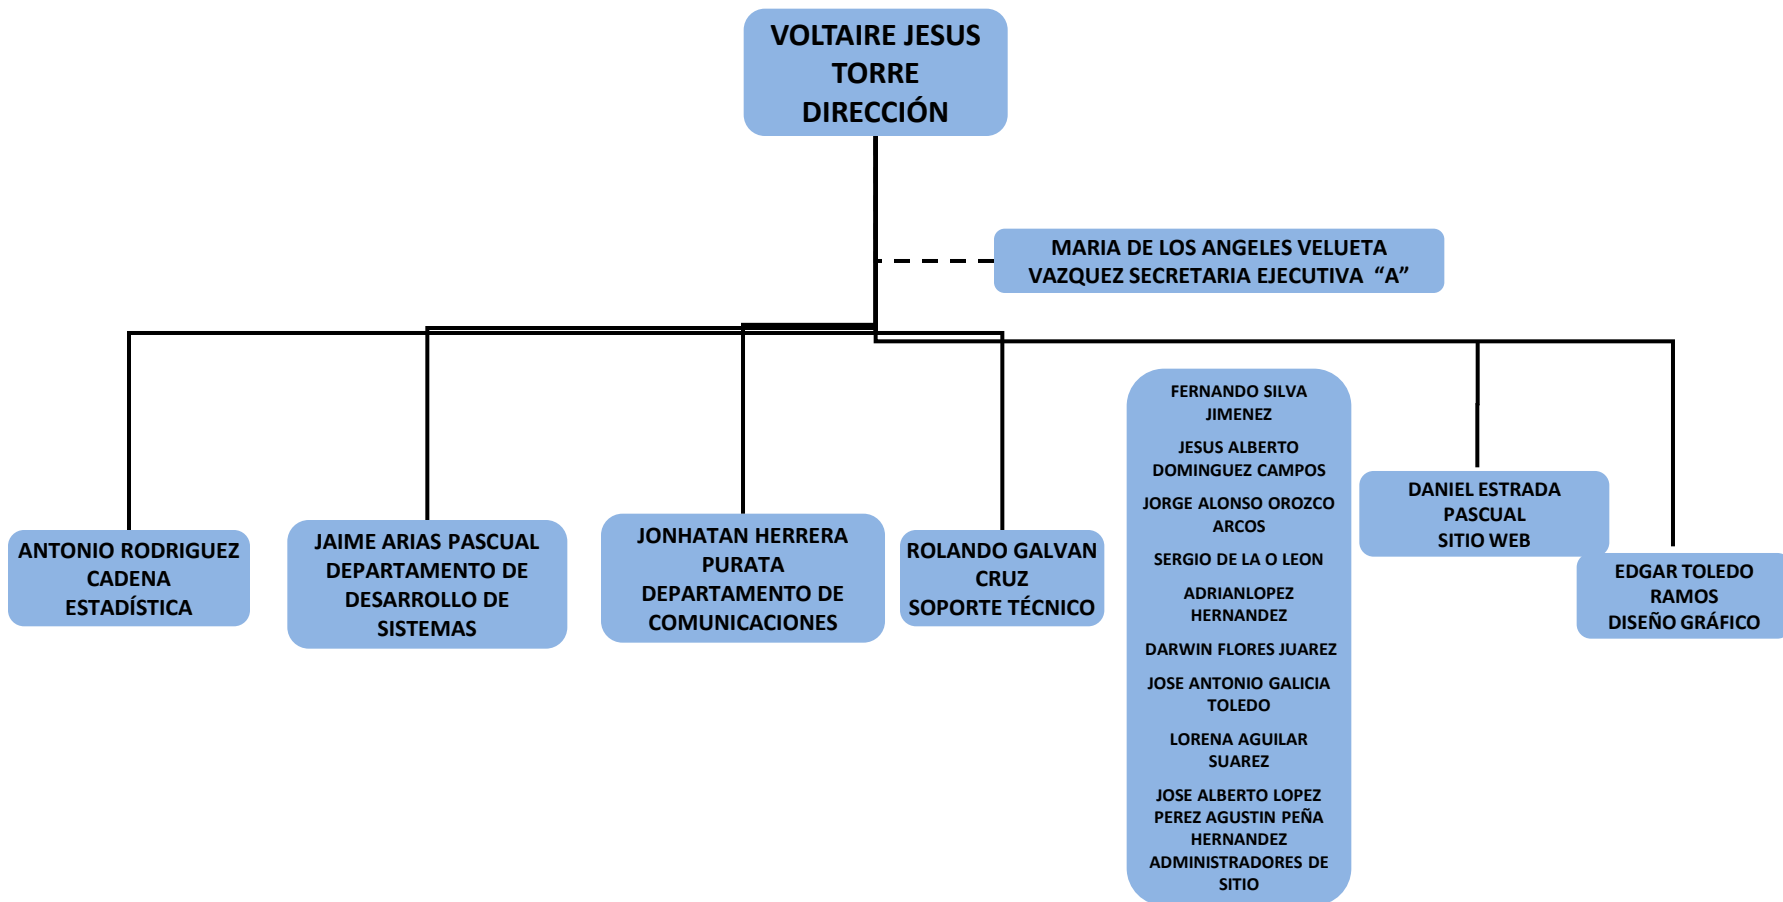 VOLTAIRE JESUS
TORRE
DIRECCIÓN
MARIA DE LOS ANGELES VELUETA
VAZQUEZ SECRETARIA EJECUTIVA “A”
ANTONIO RODRIGUEZ
CADENA
ESTADÍSTICA
JAIME ARIAS PASCUAL
DEPARTAMENTO DE
DESARROLLO DE
SISTEMAS
JONHATAN HERRERA
PURATA
DEPARTAMENTO DE
COMUNICACIONES
ROLANDO GALVAN
CRUZ
SOPORTE TÉCNICO
FERNANDO SILVA
JIMENEZ
JESUS ALBERTO
DOMINGUEZ CAMPOS
JORGE ALONSO OROZCO
ARCOS
SERGIO DE LA O LEON
ADRIANLOPEZ
HERNANDEZ
DARWIN FLORES JUAREZ
JOSE ANTONIO GALICIA
TOLEDO
LORENA AGUILAR
SUAREZ
JOSE ALBERTO LOPEZ
PEREZ AGUSTIN PEÑA
HERNANDEZ
ADMINISTRADORES DE
SITIO
DANIEL ESTRADA
PASCUAL
SITIO WEB
EDGAR TOLEDO
RAMOS
DISEÑO GRÁFICO